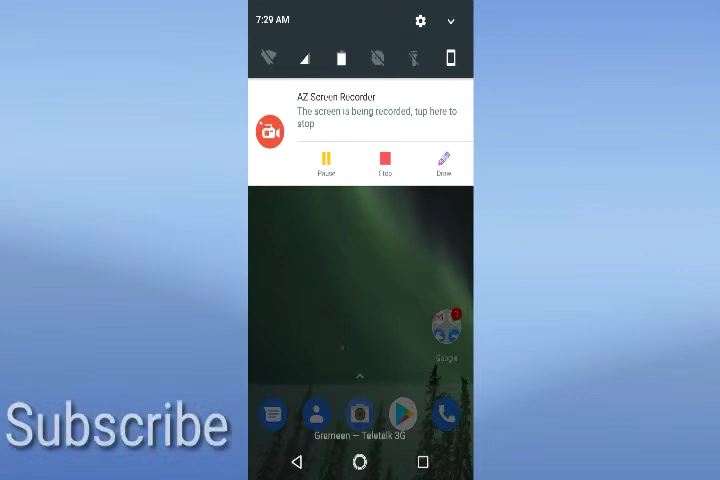 7:29 AM
AZ Screen Recorder
The screen is being recorded, tap here to
stop
Pause
Stop
Draw
1
Google
Grameen — Teletalk 3G
Subscribe